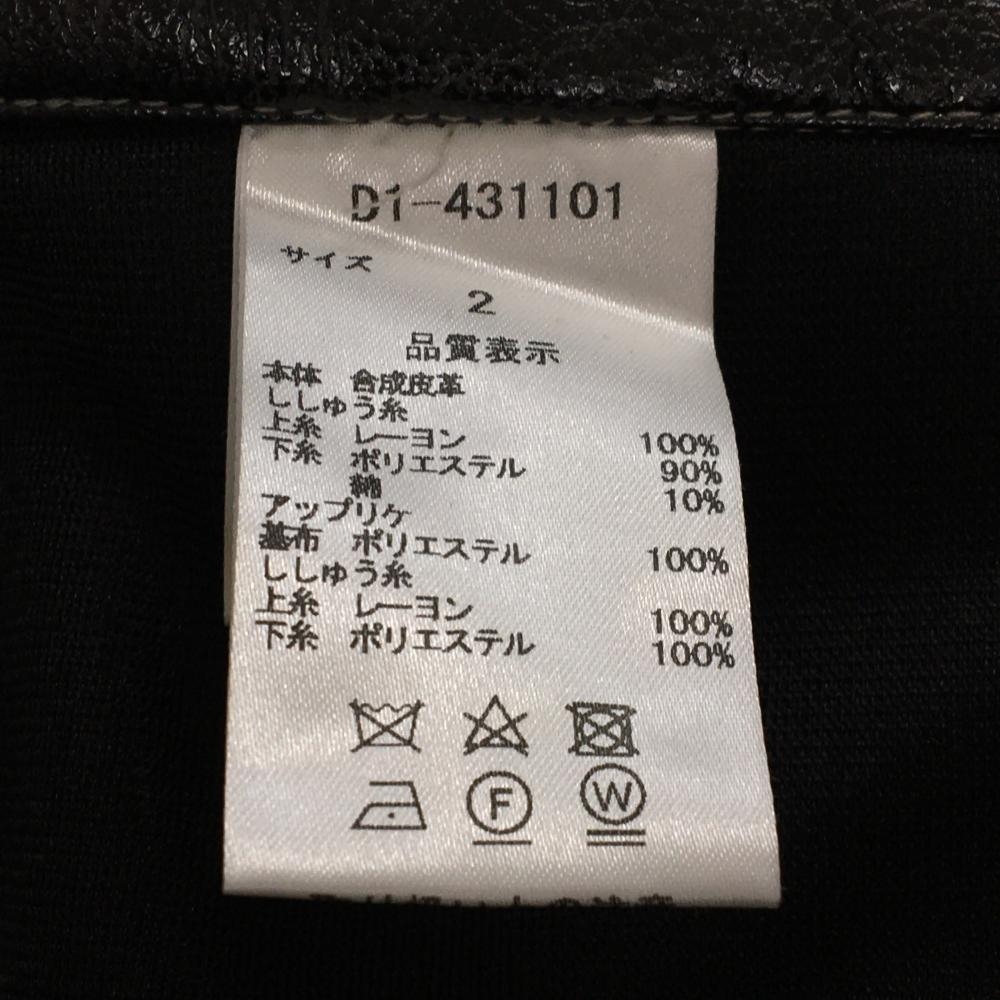 D1-431101
サイズ
2
品質表示
本体 合成皮革
ししゅう糸
上糸 レーヨン 100%
下糸 ポリエステル 90%
綿 10%
アップリケ
基布 ポリエステル 100%
ししゅう糸
上糸 レーヨン 100%
下糸 ポリエステル 100%
F W